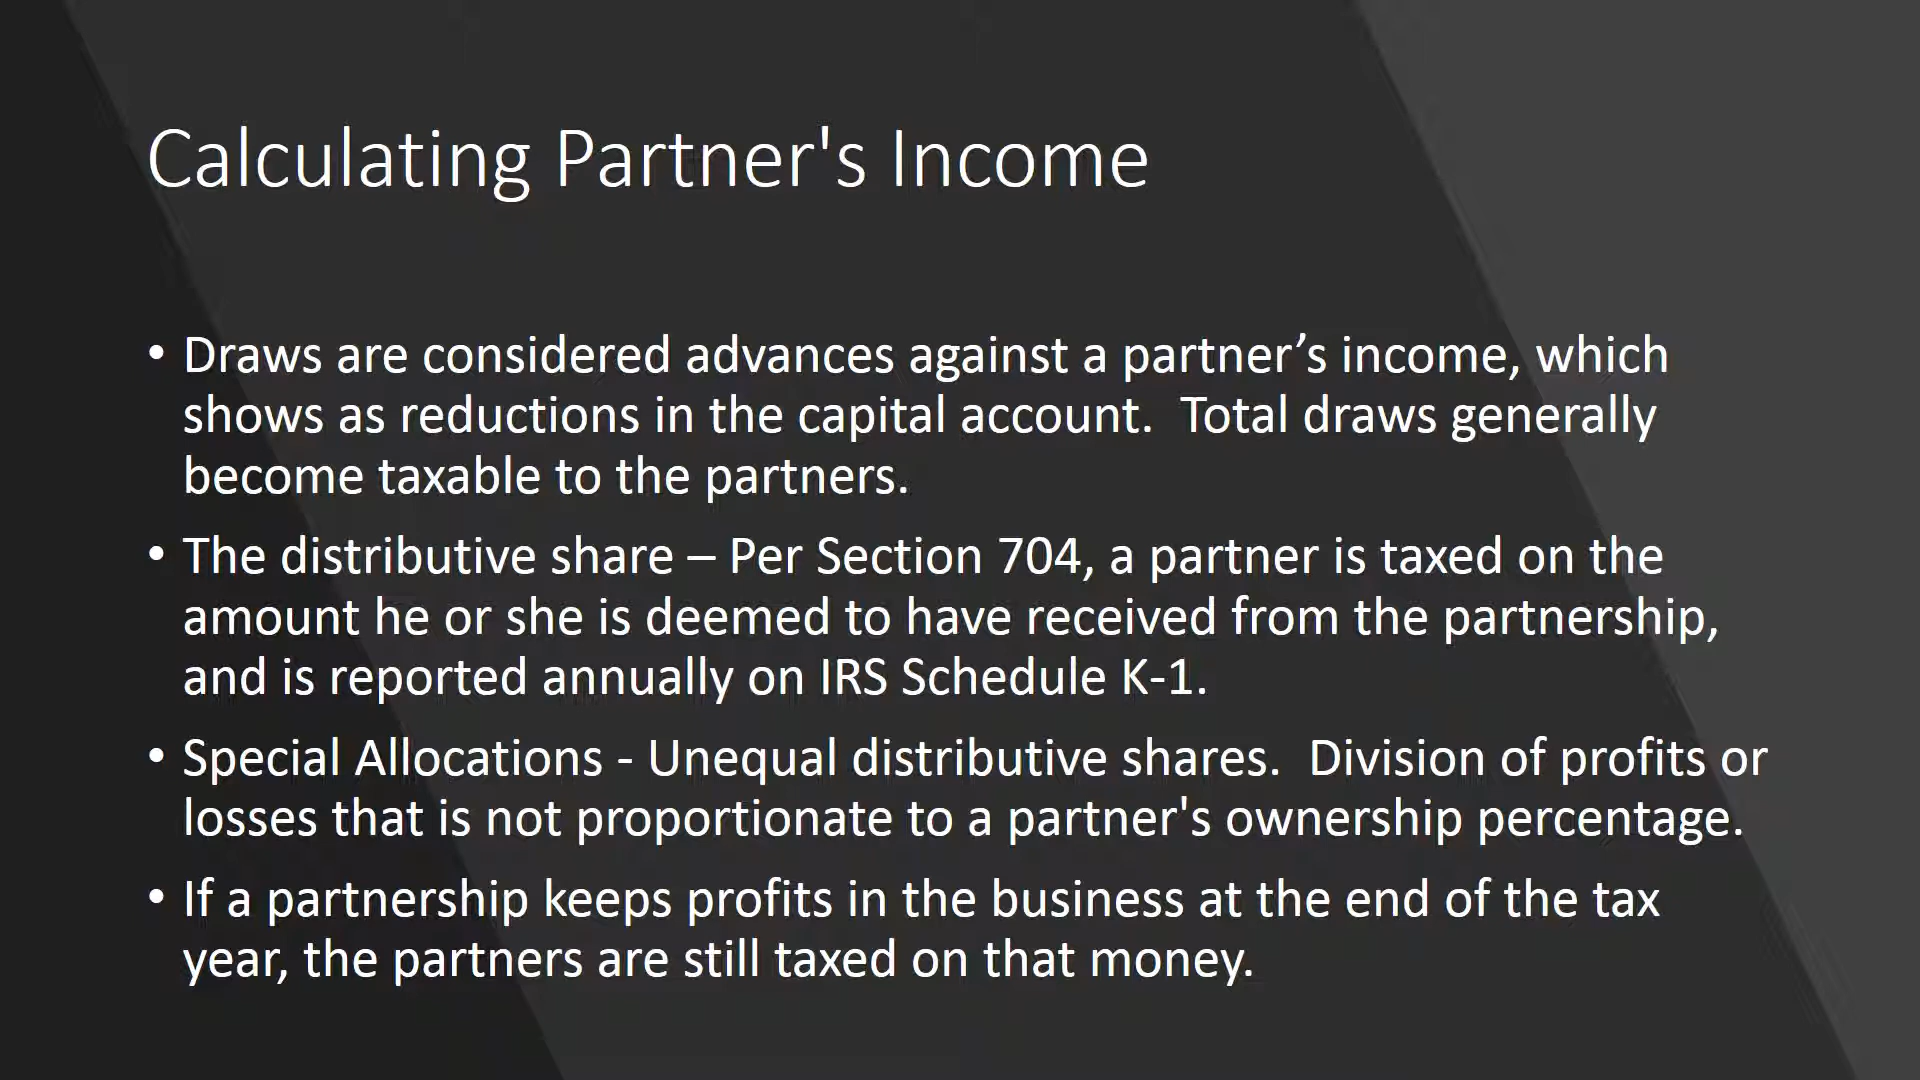 Calculating Partner's Income
• Draws are considered advances against a partner’s income, which
shows as reductions in the capital account.  Total draws generally
become taxable to the partners.
• The distributive share – Per Section 704, a partner is taxed on the
amount he or she is deemed to have received from the partnership,
and is reported annually on IRS Schedule K-1.
• Special Allocations - Unequal distributive shares.  Division of profits or
losses that is not proportionate to a partner's ownership percentage.
• If a partnership keeps profits in the business at the end of the tax
year, the partners are still taxed on that money.